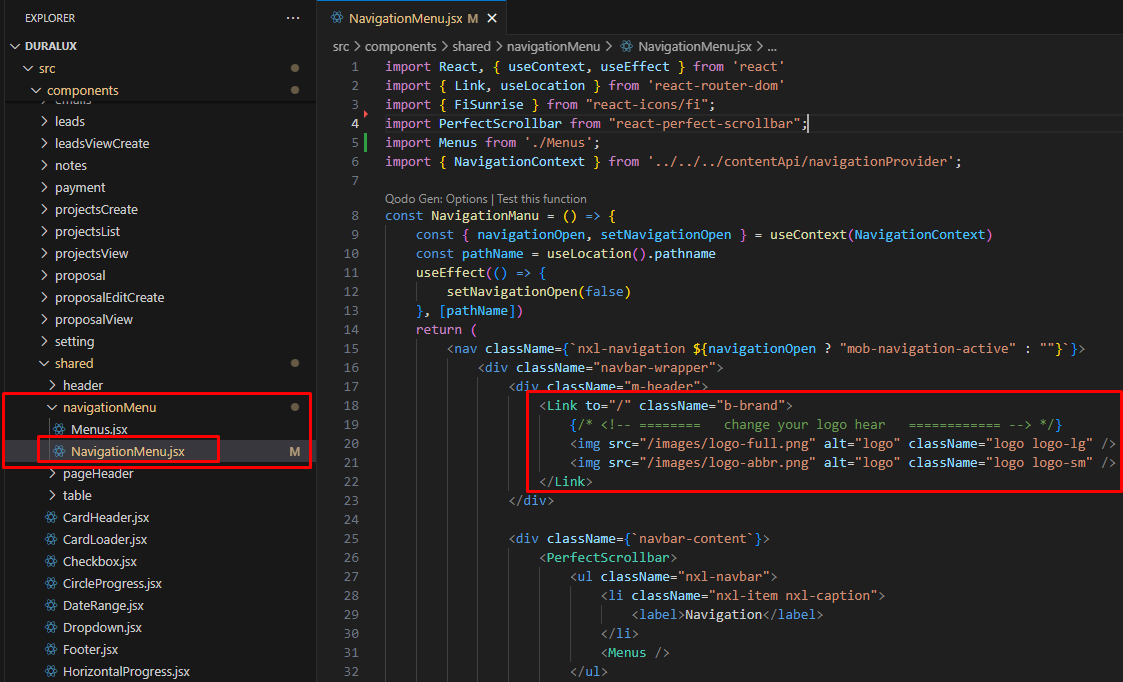 EXPLORER ...
DURALUX
src
components
emails
leads
leadsViewCreate
notes
payment
projectsCreate
projectsList
projectsView
proposal
proposalEditCreate
proposalView
setting
shared
header
navigationMenu
Menus.jsx
NavigationMenu.jsx M
pageHeader
table
CardHeader.jsx
CardLoader.jsx
Checkbox.jsx
CircleProgress.jsx
DateRange.jsx
Dropdown.jsx
Footer.jsx
HorizontalProgress.jsx
NavigationMenu.jsx M
src > components > shared > navigationMenu > NavigationMenu.jsx > ...
1 import React, { useContext, useEffect } from 'react'
2 import { Link, useLocation } from 'react-router-dom'
3 import { FiSunrise } from "react-icons/fi";
4 import PerfectScrollbar from "react-perfect-scrollbar";
5 import Menus from './Menus';
6 import { NavigationContext } from '../../../contentApi/navigationProvider';
7
Qodo Gen: Options | Test this function
8 const NavigationManu = () => {
9 const { navigationOpen, setNavigationOpen } = useContext(NavigationContext)
10 const pathName = useLocation().pathname
11 useEffect(() => {
12 setNavigationOpen(false)
13 }, [pathName])
14 return (
15 <nav className={`nxl-navigation ${navigationOpen ? "mob-navigation-active" : ""}`}>
16 <div className="navbar-wrapper">
17 <div className="m-header">
18 <Link to="/" className="b-brand">
19 {/* <!-- ======== change your logo hear ============ --> */}
20 <img src="/images/logo-full.png" alt="logo" className="logo logo-lg" />
21 <img src="/images/logo-abbr.png" alt="logo" className="logo logo-sm" />
22 </Link>
23 </div>
24
25 <div className={`navbar-content`}>
26 <PerfectScrollbar>
27 <ul className="nxl-navbar">
28 <li className="nxl-item nxl-caption">
29 <label>Navigation</label>
30 </li>
31 <Menus />
32 </ul>